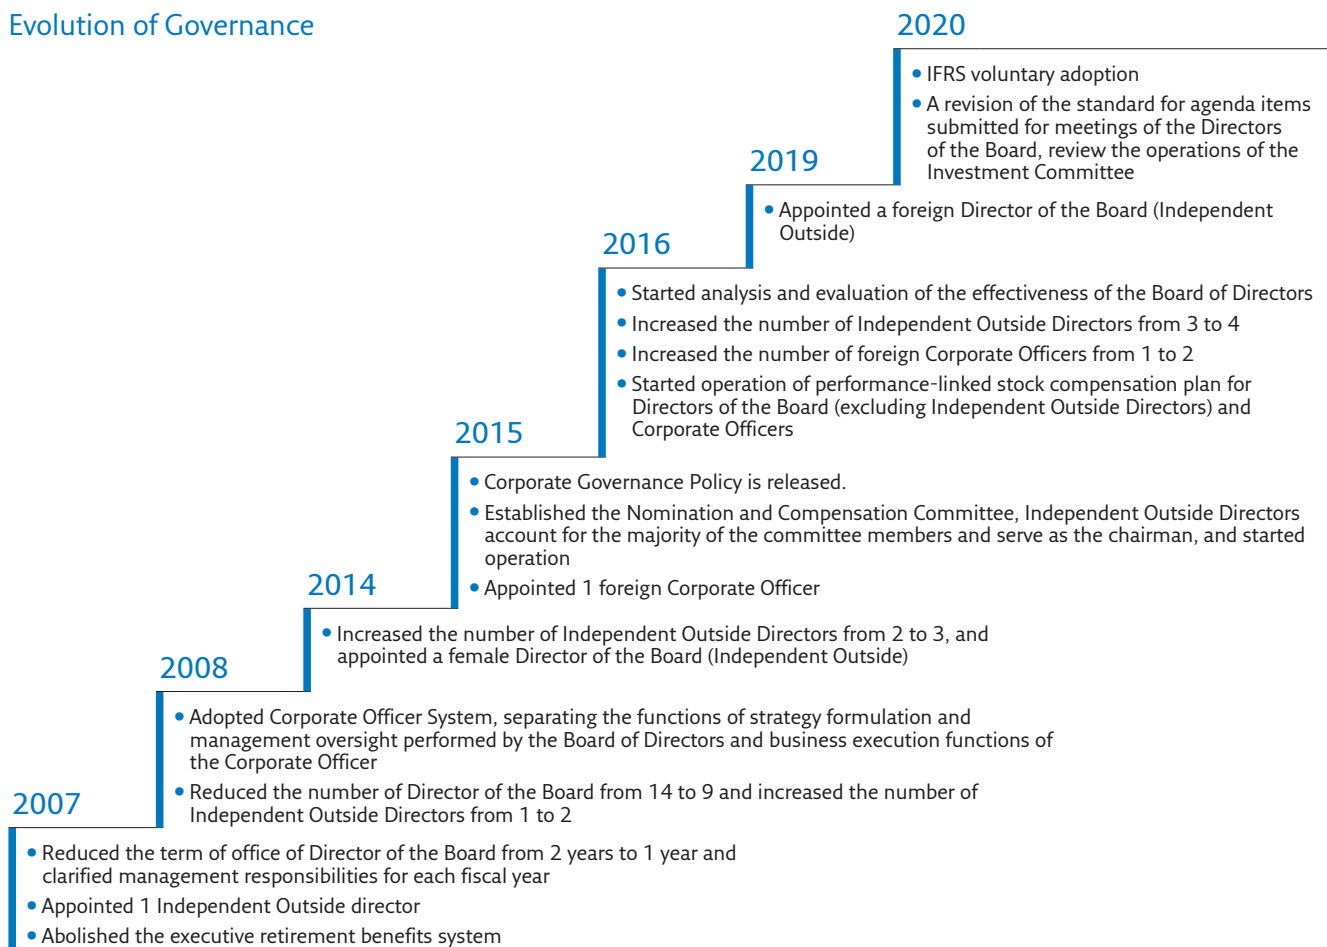 Evolution of Governance
2020
• IFRS voluntary adoption
• A revision of the standard for agenda items
submitted for meetings of the Directors
of the Board, review the operations of the
Investment Committee
2019
• Appointed a foreign Director of the Board (Independent
Outside)
2016
• Started analysis and evaluation of the effectiveness of the Board of Directors
• Increased the number of Independent Outside Directors from 3 to 4
• Increased the number of foreign Corporate Officers from 1 to 2
• Started operation of performance-linked stock compensation plan for
Directors of the Board (excluding Independent Outside Directors) and
Corporate Officers
2015
• Corporate Governance Policy is released.
• Established the Nomination and Compensation Committee, Independent Outside Directors
account for the majority of the committee members and serve as the chairman, and started
operation
• Appointed 1 foreign Corporate Officer
2014
• Increased the number of Independent Outside Directors from 2 to 3, and
appointed a female Director of the Board (Independent Outside)
2008
• Adopted Corporate Officer System, separating the functions of strategy formulation and
management oversight performed by the Board of Directors and business execution functions of
the Corporate Officer
• Reduced the number of Director of the Board from 14 to 9 and increased the number of
Independent Outside Directors from 1 to 2
2007
• Reduced the term of office of Director of the Board from 2 years to 1 year and
clarified management responsibilities for each fiscal year
• Appointed 1 Independent Outside director
• Abolished the executive retirement benefits system